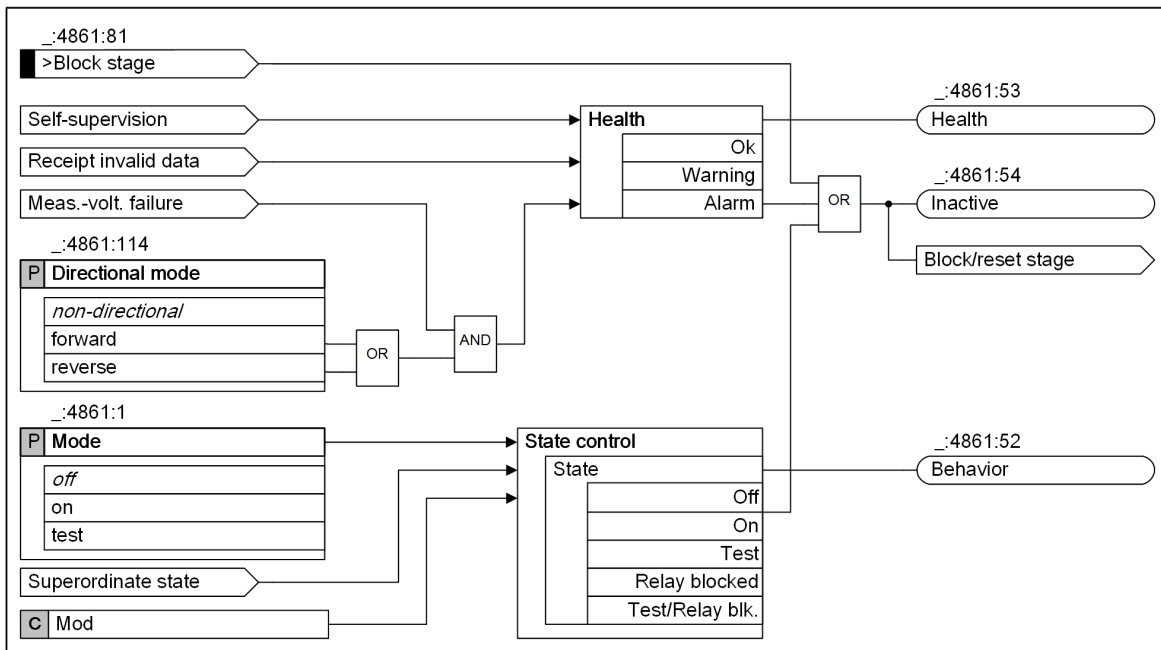 _:4861:81
>Block stage
_:4861:53
Self-supervision
Health
Health
Ok
Receipt invalid data
Warning
_:4861:54
Meas.-volt. failure
Alarm
OR
Inactive
_:4861:114
Block/reset stage
P Directional mode
non-directional
forward
OR
AND
reverse
_:4861:1
P Mode
State control
_:4861:52
off
State
Behavior
on
Off
test
On
Test
Superordinate state
Relay blocked
C Mod
Test/Relay blk.